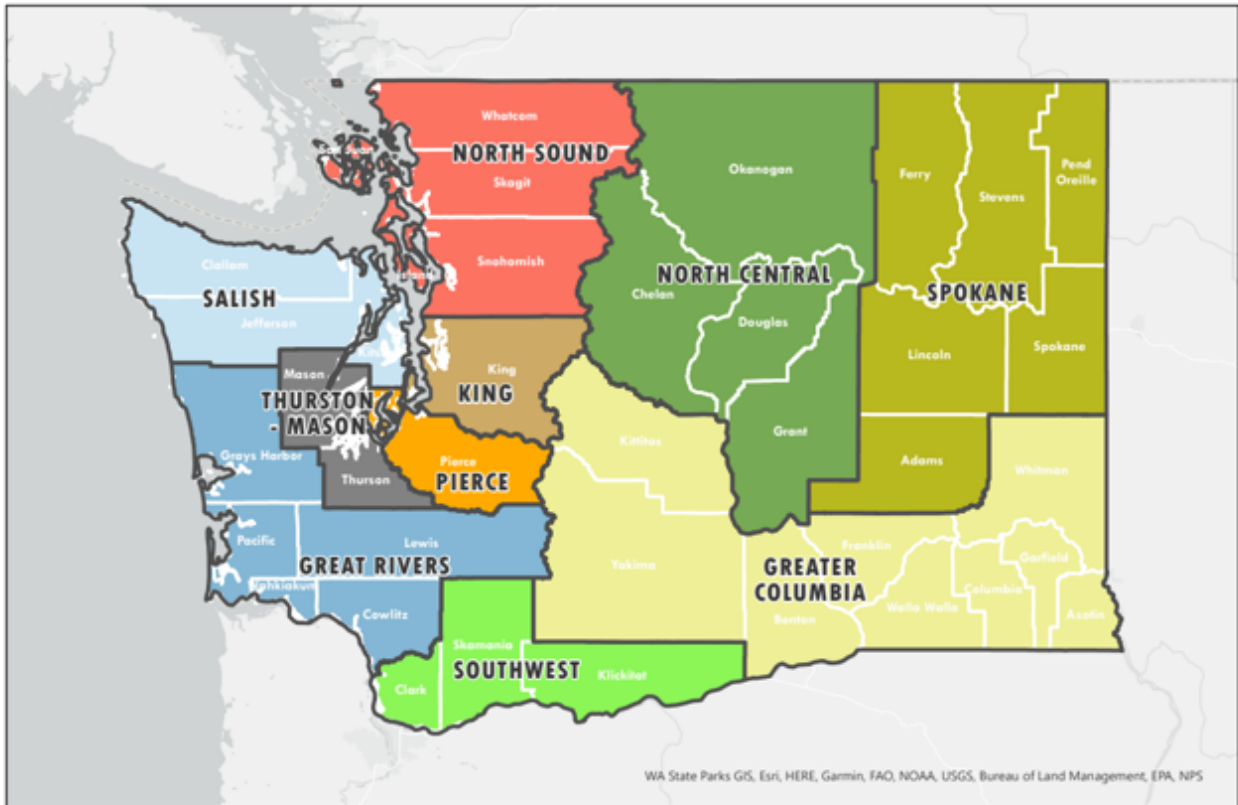 Whatcom
NORTH SOUND
Skagit
Snohomish
Okanogan
NORTH CENTRAL
Chelan
Douglas
Grant
Ferry
Stevens
Pend
Oreille
SPOKANE
Lincoln
Spokane
Adams
Clallam
SALISH
Jefferson
King
KING
Mason
THURSTON
- MASON
Thurson
Pierce
PIERCE
Grays Harbor
Pacific
Lewis
GREAT RIVERS
Cowlitz
Kittitas
Yakima
GREATER
COLUMBIA
Whitman
Franklin
Benton
Walla Walla
Columbia
Garfield
Asotin
Skamania
SOUTHWEST
Clark
Klickitat
WA State Parks GIS, Esri, HERE, Garmin, FAO, NOAA, USGS, Bureau of Land Management, EPA, NPS